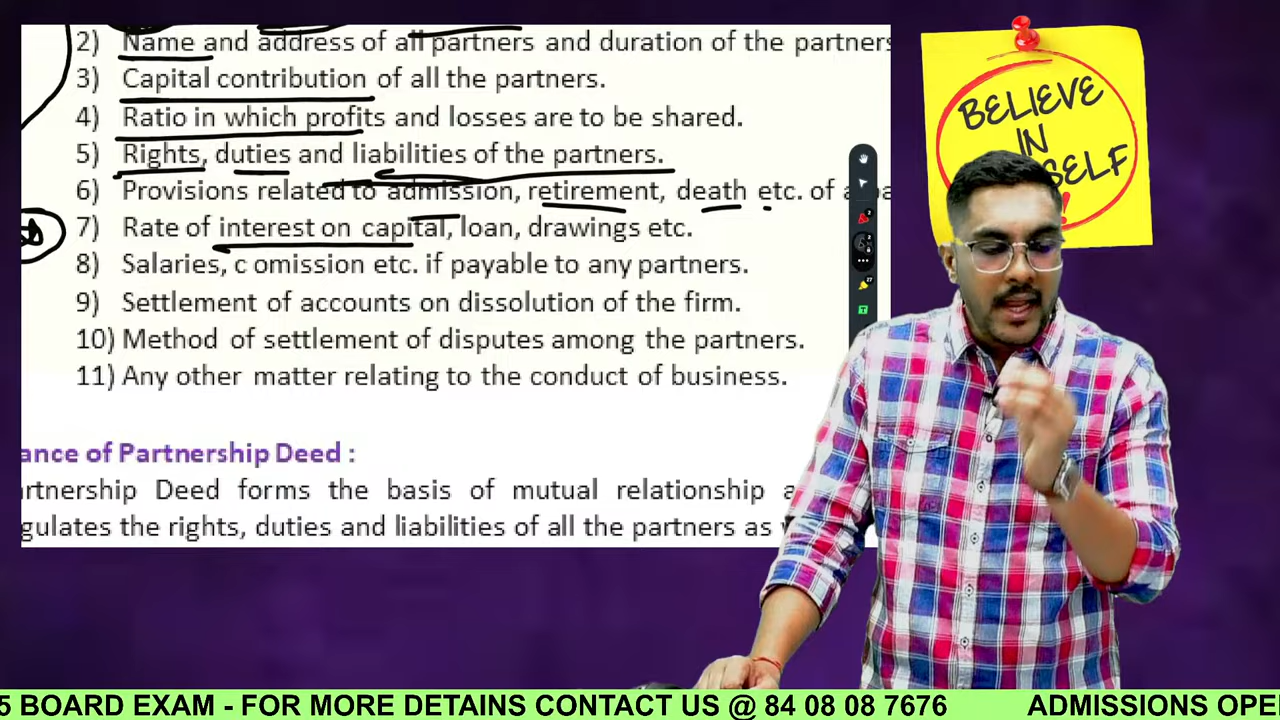 2) Name and address of all partners and duration of the partners
3) Capital contribution of all the partners.
4) Ratio in which profits and losses are to be shared.
5) Rights, duties and liabilities of the partners.
6) Provisions related to admission, retirement, death etc. of a
7) Rate of interest on capital, loan, drawings etc.
8) Salaries, c omission etc. if payable to any partners.
9) Settlement of accounts on dissolution of the firm.
10) Method of settlement of disputes among the partners.
11) Any other matter relating to the conduct of business.
ance of Partnership Deed :
rtnership Deed forms the basis of mutual relationship a
gulates the rights, duties and liabilities of all the partners as
BELIEVE
IN
SELF
!
5 BOARD EXAM - FOR MORE DETAINS CONTACT US @ 84 08 08 7676 ADMISSIONS OPE